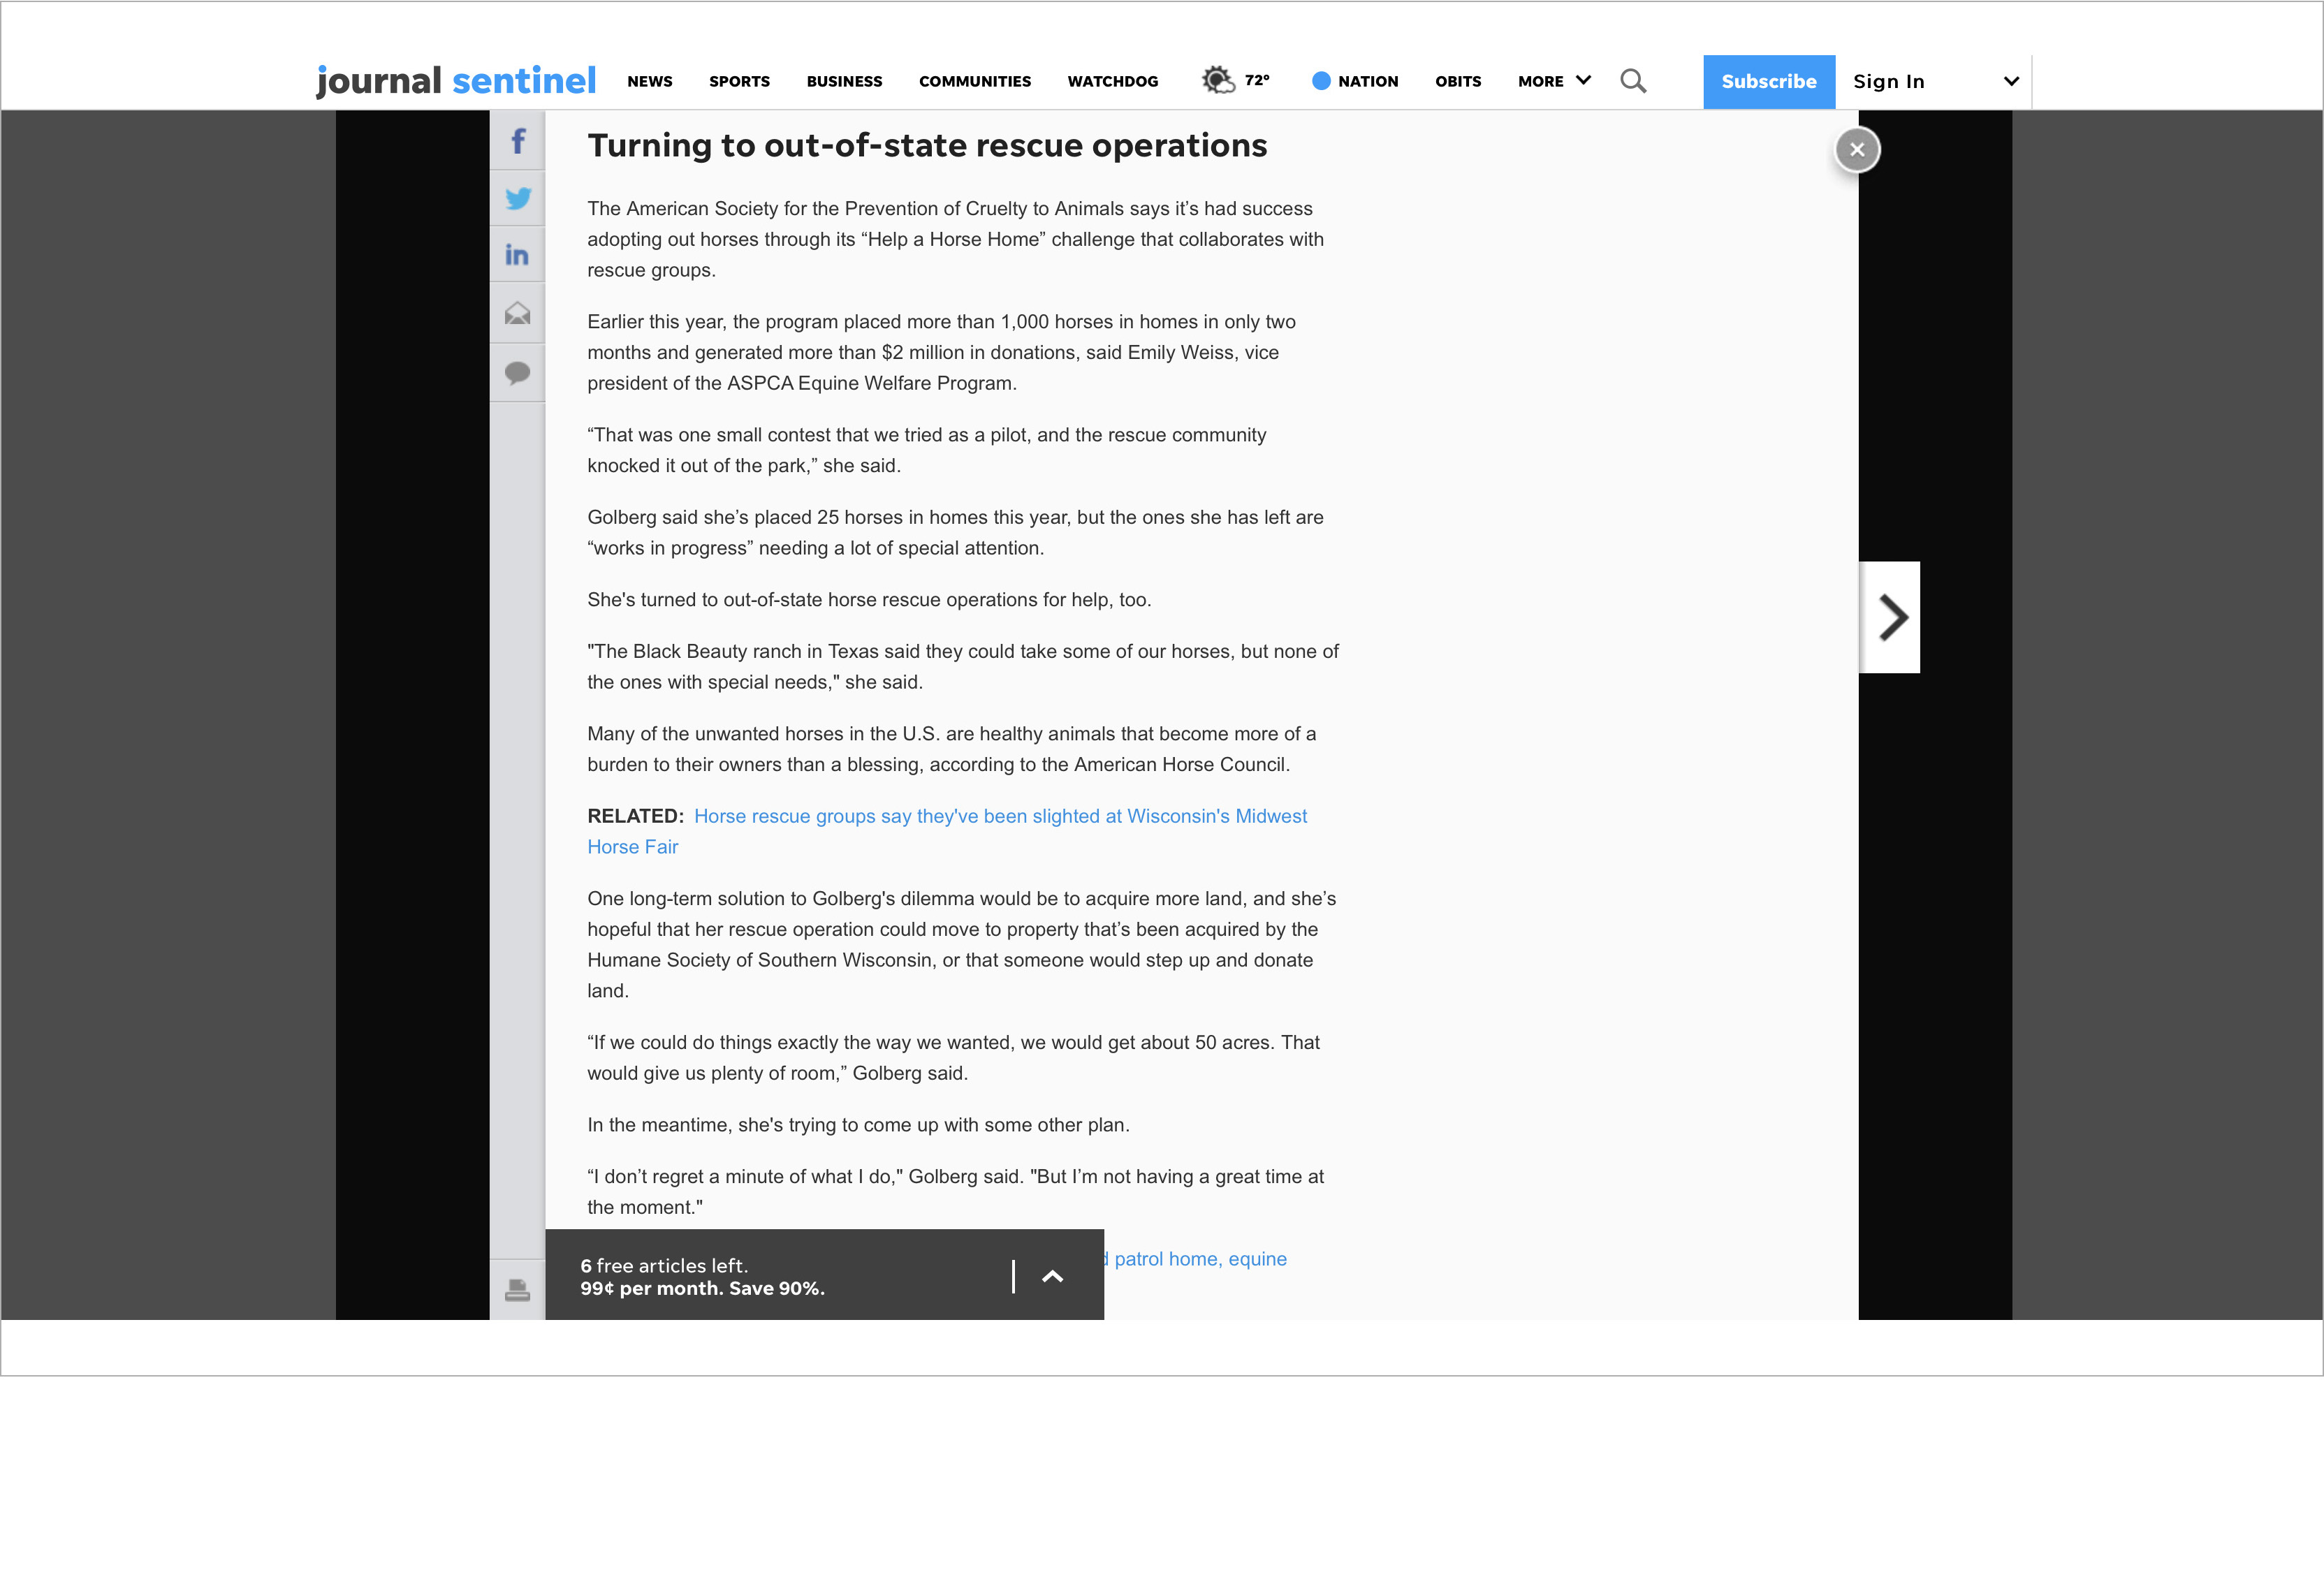 journal sentinel NEWS SPORTS BUSINESS COMMUNITIES WATCHDOG 72° NATION OBITS MORE Subscribe Sign In
Turning to out-of-state rescue operations
The American Society for the Prevention of Cruelty to Animals says it’s had success
adopting out horses through its “Help a Horse Home” challenge that collaborates with
rescue groups.
Earlier this year, the program placed more than 1,000 horses in homes in only two
months and generated more than $2 million in donations, said Emily Weiss, vice
president of the ASPCA Equine Welfare Program.
“That was one small contest that we tried as a pilot, and the rescue community
knocked it out of the park,” she said.
Golberg said she’s placed 25 horses in homes this year, but the ones she has left are
“works in progress” needing a lot of special attention.
She's turned to out-of-state horse rescue operations for help, too.
"The Black Beauty ranch in Texas said they could take some of our horses, but none of
the ones with special needs," she said.
Many of the unwanted horses in the U.S. are healthy animals that become more of a
burden to their owners than a blessing, according to the American Horse Council.
RELATED: Horse rescue groups say they've been slighted at Wisconsin's Midwest
Horse Fair
One long-term solution to Golberg's dilemma would be to acquire more land, and she’s
hopeful that her rescue operation could move to property that’s been acquired by the
Humane Society of Southern Wisconsin, or that someone would step up and donate
land.
“If we could do things exactly the way we wanted, we would get about 50 acres. That
would give us plenty of room,” Golberg said.
In the meantime, she's trying to come up with some other plan.
“I don’t regret a minute of what I do," Golberg said. "But I’m not having a great time at
the moment."
patrol home, equine
6 free articles left.
99¢ per month. Save 90%.